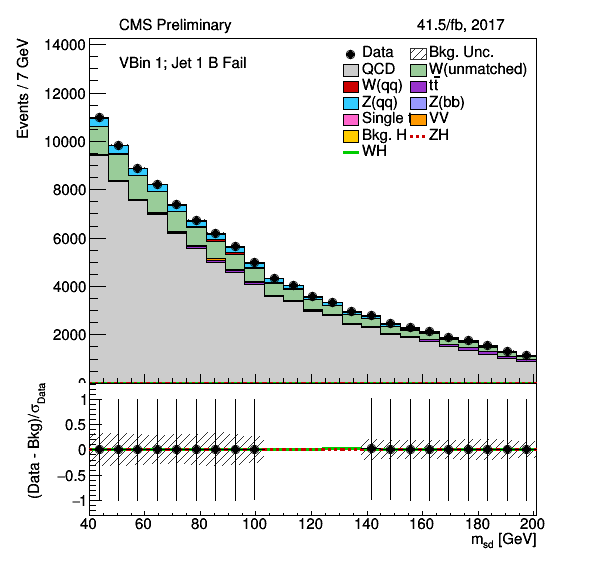 CMS Preliminary 41.5/fb, 2017
VBin 1; Jet 1 B Fail
Data Bkg. Unc.
QCD W(unmatched)
W(qq) tt̄
Z(qq) Z(bb)
Single VV
Bkg. H ZH
WH
Events / 7 GeV
14000
12000
10000
8000
6000
4000
2000
0
(Data - Bkg)/σData
1
0.5
0
−0.5
−1
40 60 80 100 120 140 160 180 200
msd [GeV]